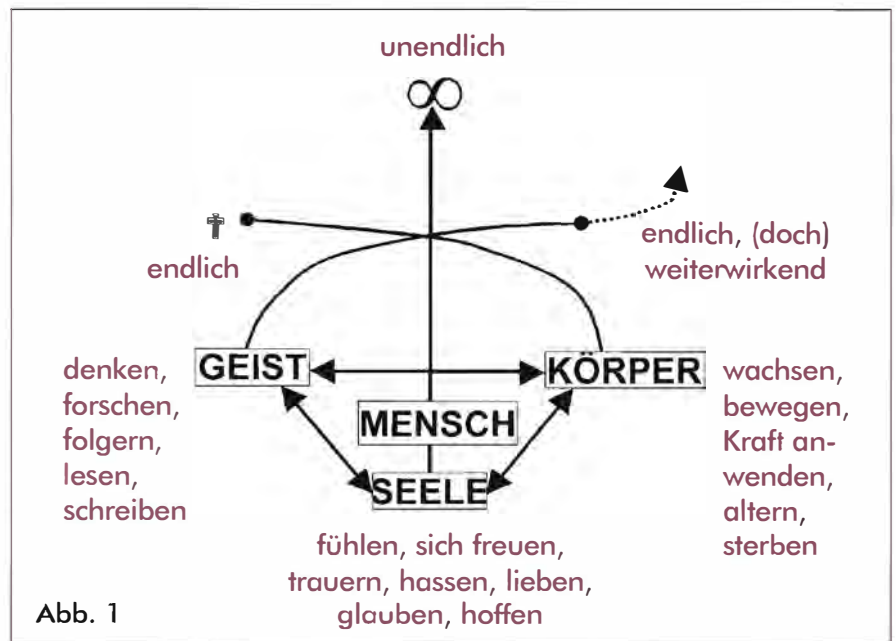 unendlich
∞
endlich
endlich, (doch)
weiterwirkend
GEIST
KÖRPER
MENSCH
SEELE
denken,
forschen,
folgern,
lesen,
schreiben
wachsen,
bewegen,
Kraft an-
wenden,
altern,
sterben
fühlen, sich freuen,
trauern, hassen, lieben,
glauben, hoffen
Abb. 1